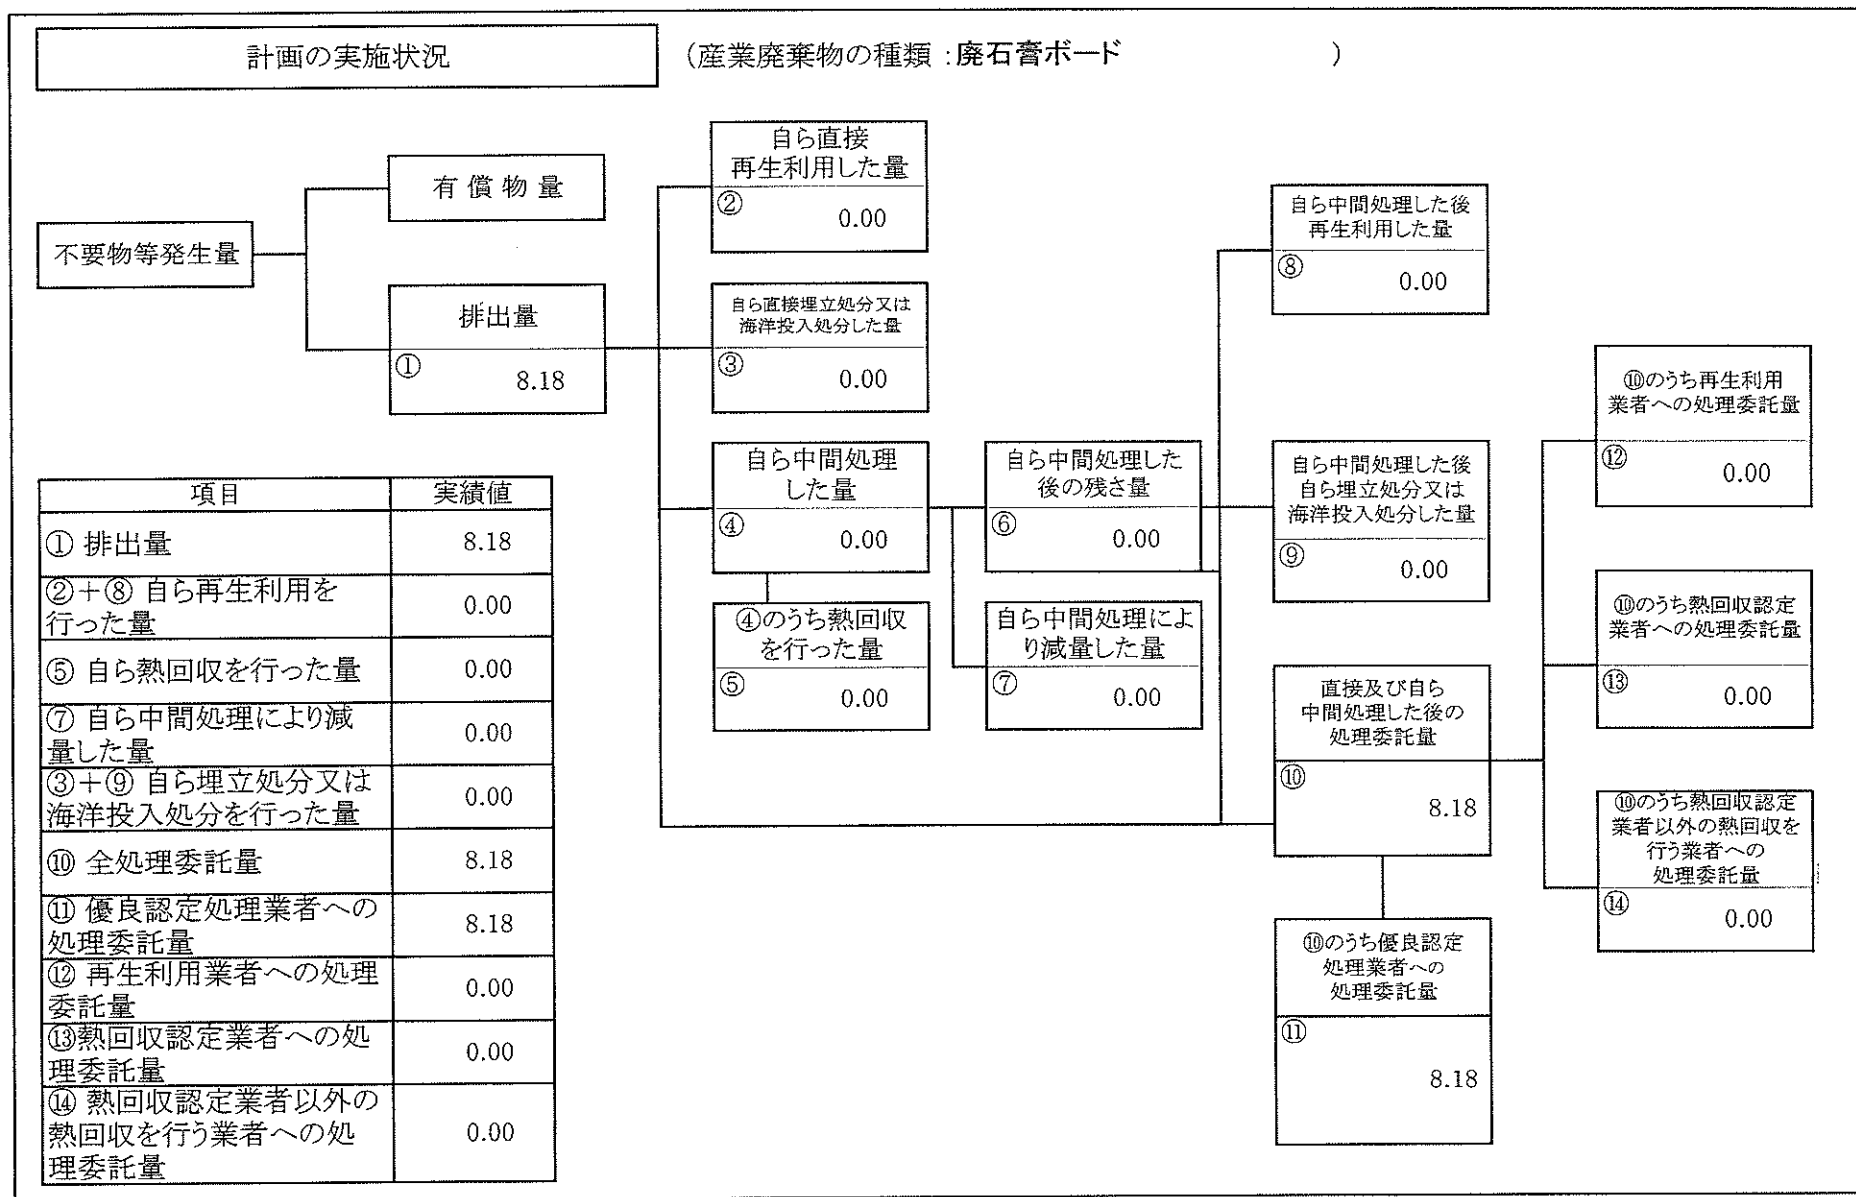 計画の実施状況
(産業廃棄物の種類:廃石膏ボード )
不要物等発生量
有償物量
排出量
① 8.18
自ら直接
再生利用した量
② 0.00
自ら直接埋立処分又は
海洋投入処分した量
③ 0.00
自ら中間処理
した量
④ 0.00
④のうち熱回収
を行った量
⑤ 0.00
自ら中間処理した
後の残さ量
⑥ 0.00
自ら中間処理によ
り減量した量
⑦ 0.00
自ら中間処理した後
再生利用した量
⑧ 0.00
自ら中間処理した後
自ら埋立処分又は
海洋投入処分した量
⑨ 0.00
直接及び自ら
中間処理した後の
処理委託量
⑩
8.18
⑩のうち優良認定
処理業者への
処理委託量
⑪
8.18
⑩のうち再生利用
業者への処理委託量
⑫ 0.00
⑩のうち熱回収認定
業者への処理委託量
⑬ 0.00
⑩のうち熱回収認定
業者以外の熱回収を
行う業者への
処理委託量
⑭ 0.00
項目 実績値
① 排出量 8.18
②+⑧ 自ら再生利用を
行った量 0.00
⑤ 自ら熱回収を行った量 0.00
⑦ 自ら中間処理により減
量した量 0.00
③+⑨ 自ら埋立処分又は
海洋投入処分を行った量 0.00
⑩ 全処理委託量 8.18
⑪ 優良認定処理業者への
処理委託量 8.18
⑫ 再生利用業者への処理
委託量 0.00
⑬熱回収認定業者への処
理委託量 0.00
⑭ 熱回収認定業者以外の
熱回収を行う業者への処
理委託量 0.00